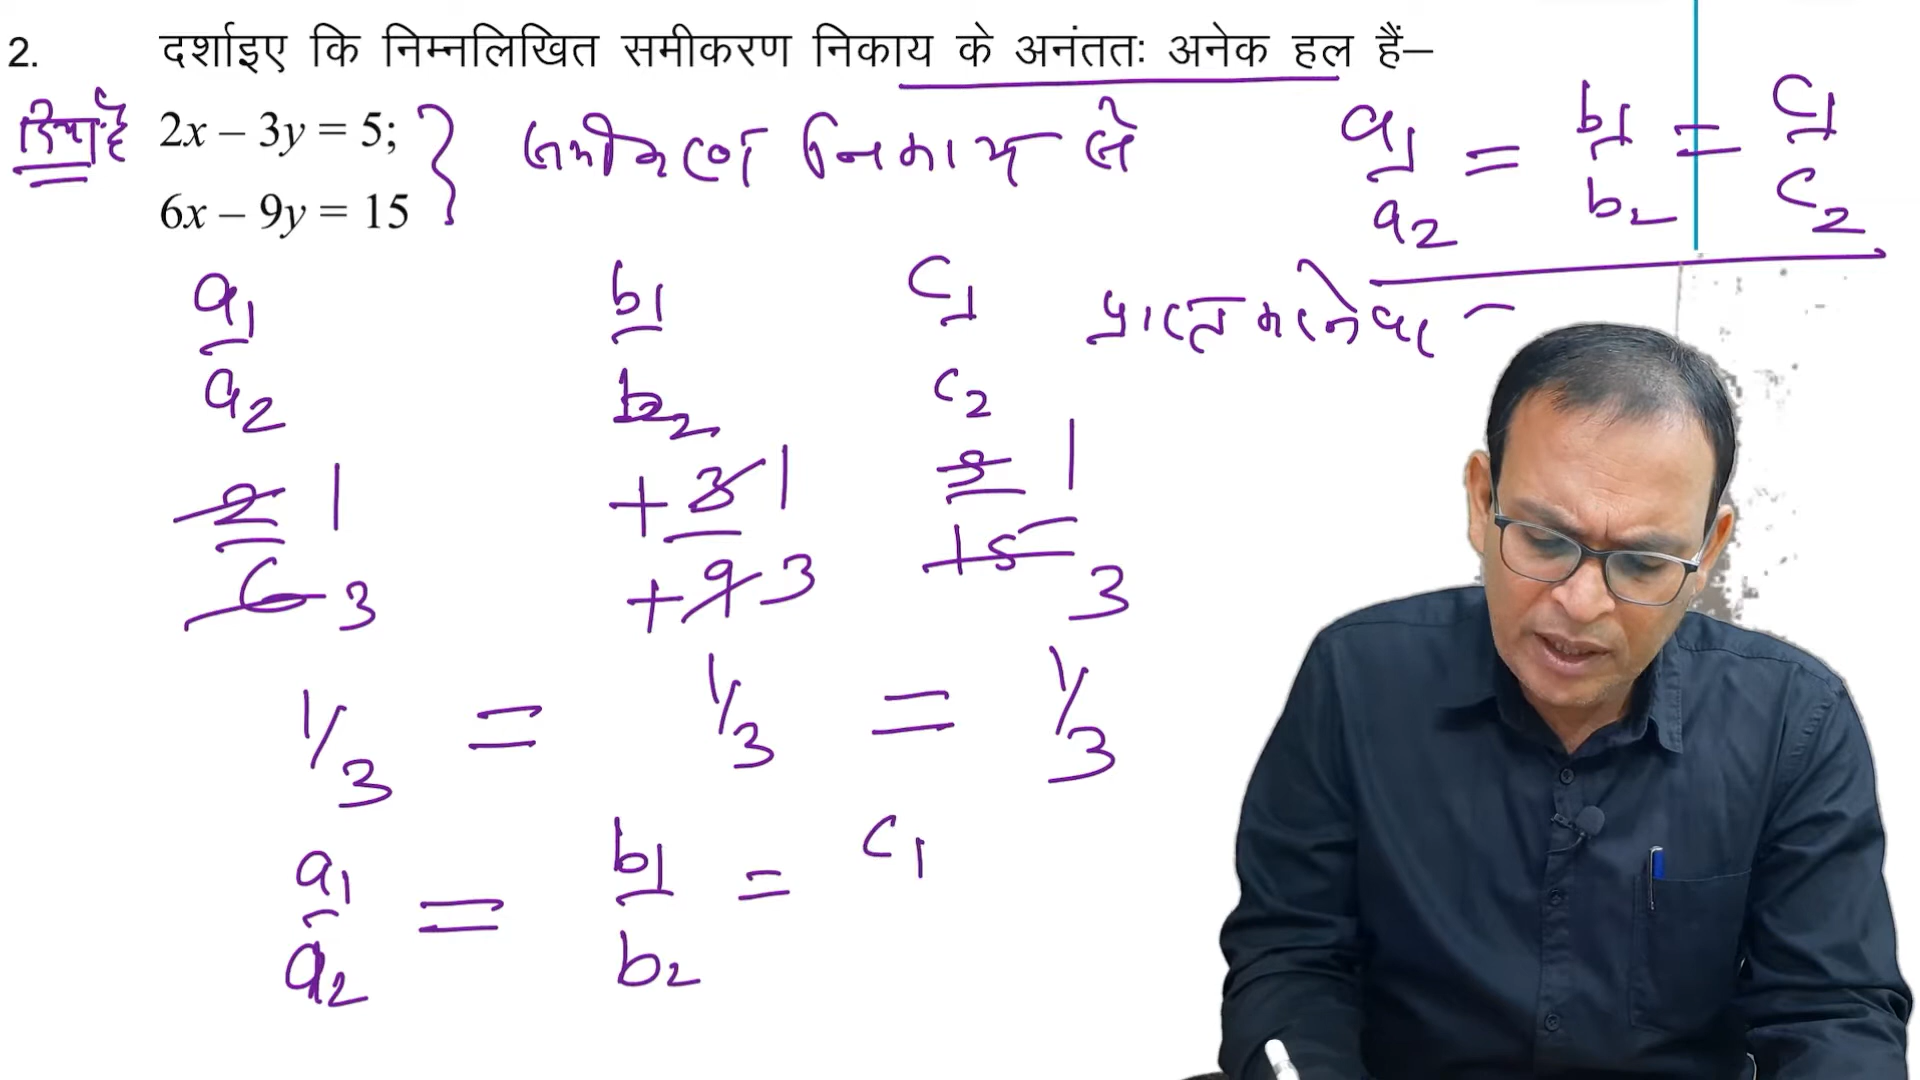 2. दर्शाइए कि निम्नलिखित समीकरण निकाय के अनंततः अनेक हल हैं–
दिया है 2x – 3y = 5;
6x – 9y = 15
समीकरण निकाय से
a1/a2 = b1/b2 = c1/c2
a1/a2 b1/b2 c1/c2
प्राप्त करने पर –
2/6 1/3 +3/+9 1/3 5/15 1/3
1/3 = 1/3 = 1/3
a1/a2 = b1/b2 = c1